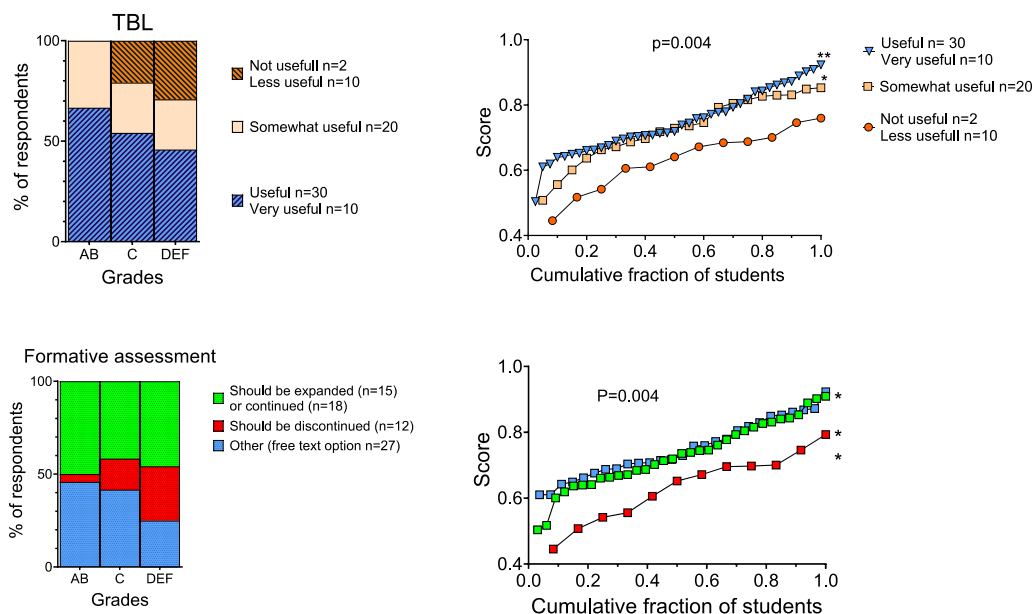 TBL
100
50
0
% of respondents
AB C DEF
Grades
Not usefull n=2
Less useful n=10
Somewhat useful n=20
Useful n=30
Very useful n=10
1.0
0.8
0.6
0.4
Score
p=0.004
**
*
0.0 0.2 0.4 0.6 0.8 1.0
Cumulative fraction of students
Useful n= 30
Very useful n=10
Somewhat useful n=20
Not useful n=2
Less usefull n=10
Formative assessment
100
50
0
% of respondents
AB C DEF
Grades
Should be expanded (n=15)
or continued (n=18)
Should be discontinued (n=12)
Other (free text option n=27)
1.0
0.8
0.6
0.4
Score
P=0.004
*
*
*
0.0 0.2 0.4 0.6 0.8 1.0
Cumulative fraction of students